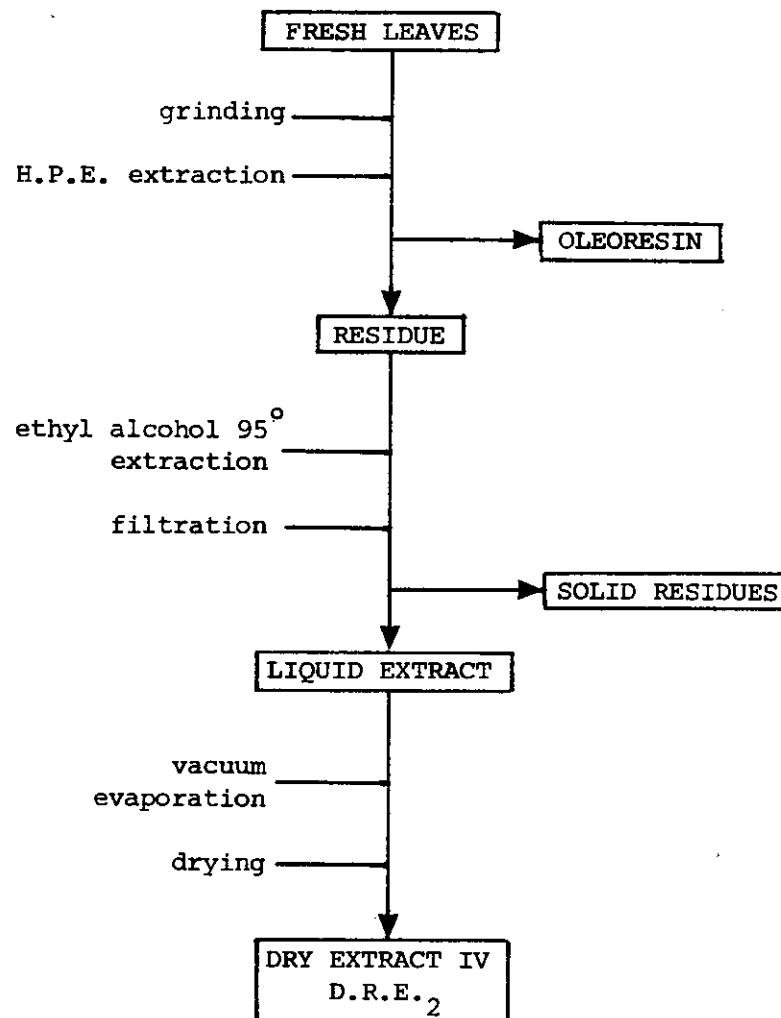 FRESH LEAVES
grinding
H.P.E. extraction
OLEORESIN
RESIDUE
ethyl alcohol 95°
extraction
filtration
SOLID RESIDUES
LIQUID EXTRACT
vacuum
evaporation
drying
DRY EXTRACT IV
D.R.E.₂